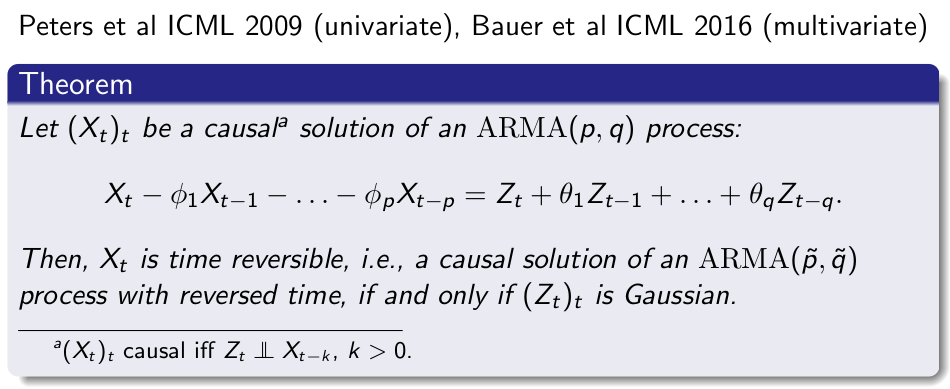 Peters et al ICML 2009 (univariate), Bauer et al ICML 2016 (multivariate)
Theorem
Let (X_t)_t be a causal^a solution of an ARMA(p, q) process:
X_t − ϕ_1X_{t−1} − … − ϕ_pX_{t−p} = Z_t + θ_1Z_{t−1} + … + θ_qZ_{t−q}.
Then, X_t is time reversible, i.e., a causal solution of an ARMA(p̃, q̃)
process with reversed time, if and only if (Z_t)_t is Gaussian.
^a(X_t)_t causal iff Z_t ⫫ X_{t−k}, k > 0.